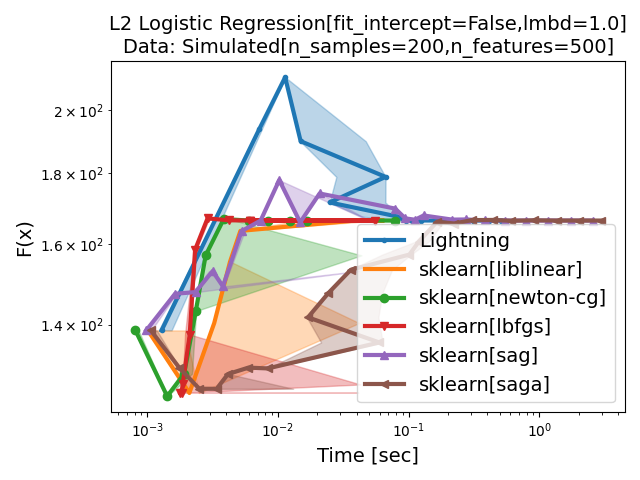 L2 Logistic Regression[fit_intercept=False,lmbd=1.0]
Data: Simulated[n_samples=200,n_features=500]
F(x)
2 × 10²
1.8 × 10²
1.6 × 10²
1.4 × 10²
Lightning
sklearn[liblinear]
sklearn[newton-cg]
sklearn[lbfgs]
sklearn[sag]
sklearn[saga]
10⁻³
10⁻²
10⁻¹
10⁰
Time [sec]